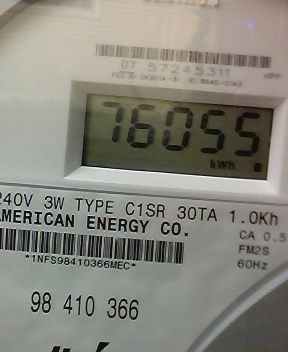 07 57245311
76055
kWh
240V 3W TYPE C1SR 30TA 1.0Kh
AMERICAN ENERGY CO.
CA 0.5
FM2S
*1NFS98410366MEC*
60Hz
98 410 366